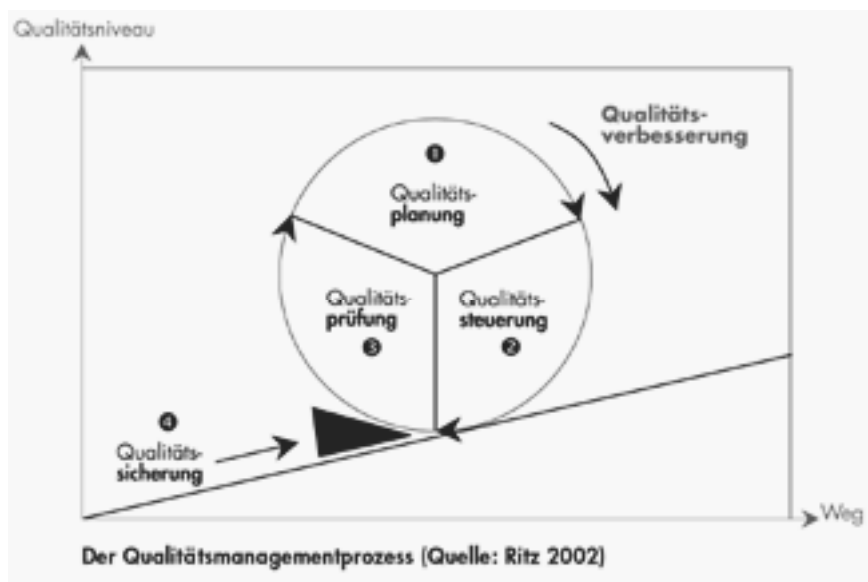 Qualitätsniveau
Qualitäts-
verbesserung
❶
Qualitäts-
planung
Qualitäts-
prüfung
❸
Qualitäts-
steuerung
❷
❹
Qualitäts-
sicherung
Weg
Der Qualitätsmanagementprozess (Quelle: Ritz 2002)